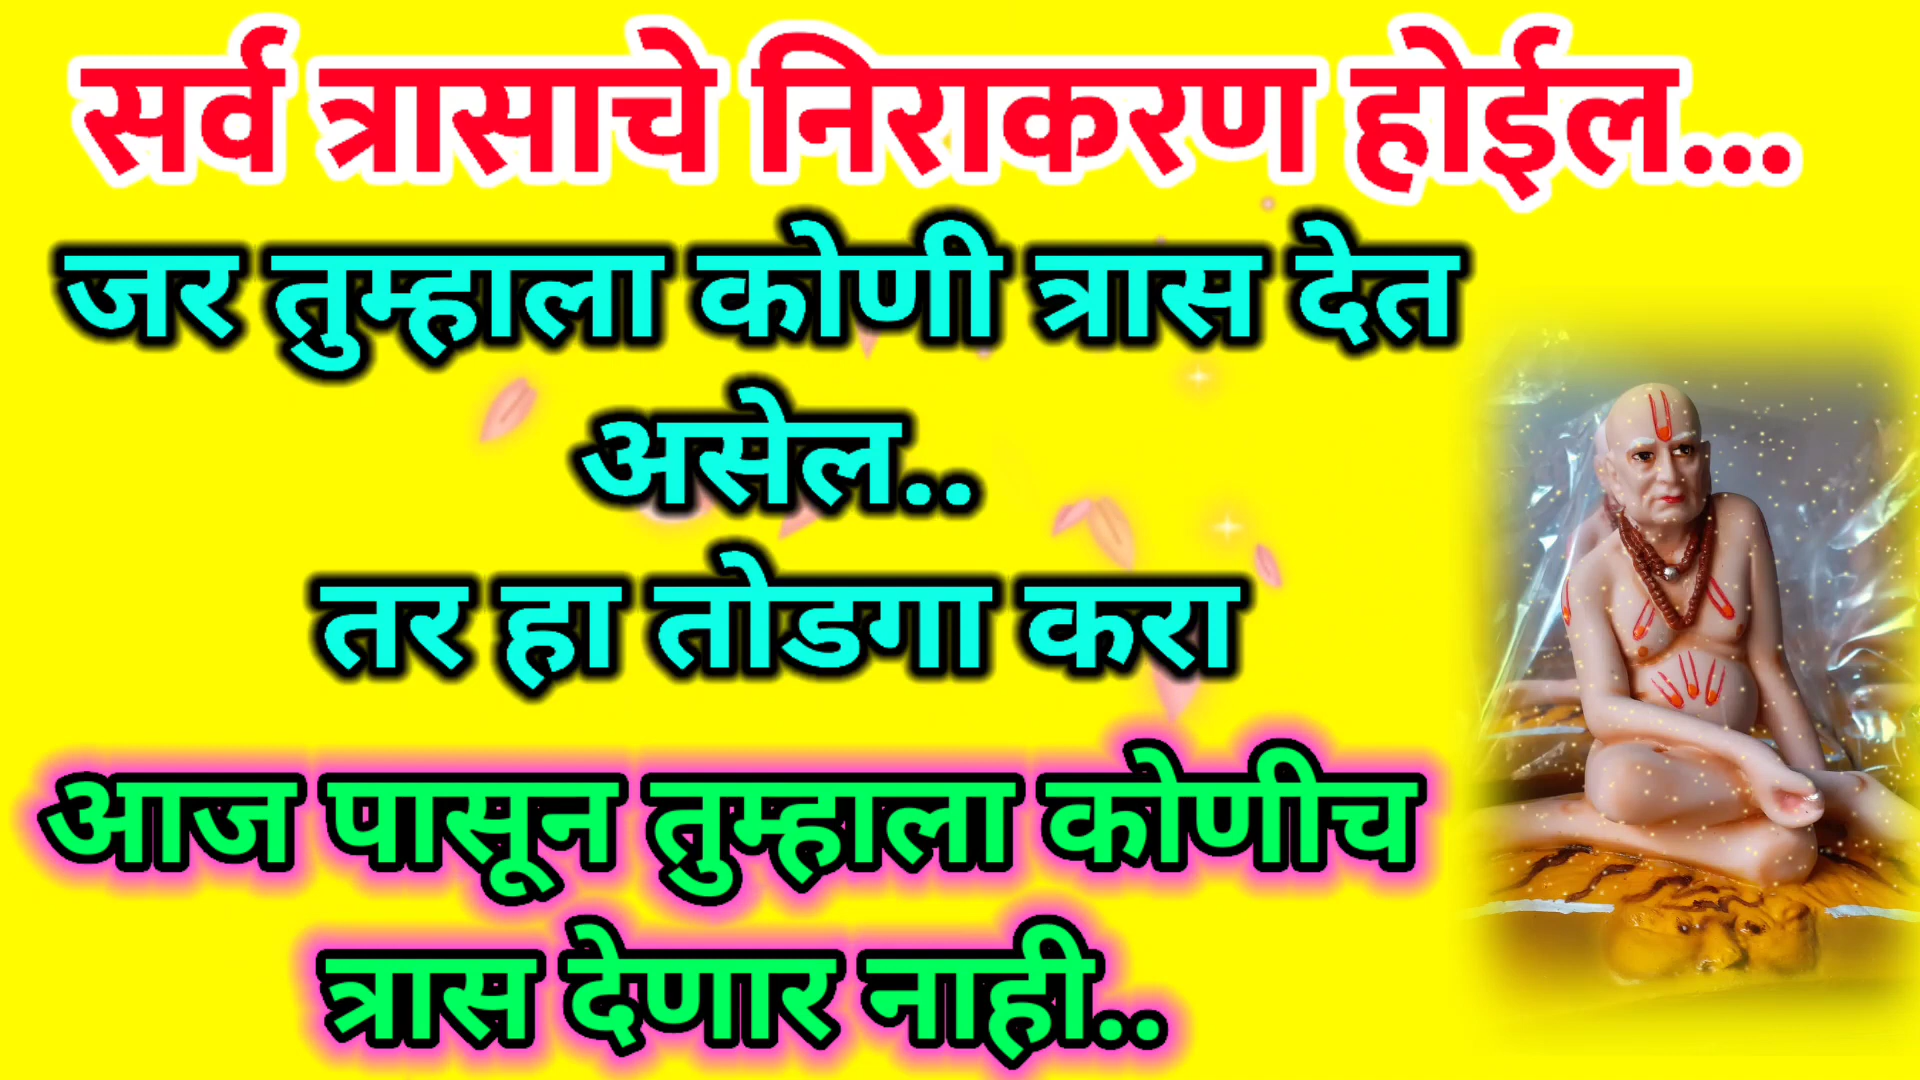 सर्व त्रासाचे निराकरण होईल...
जर तुम्हाला कोणी त्रास देत
असेल..
तर हा तोडगा करा
आज पासून तुम्हाला कोणीच
त्रास देणार नाही..